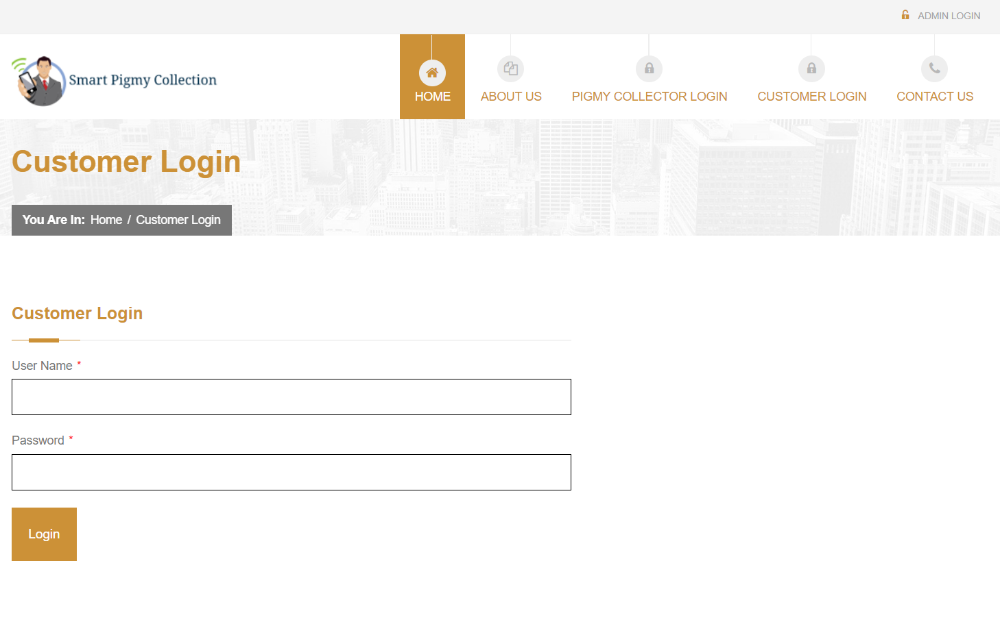 ADMIN LOGIN
Smart Pigmy Collection
HOME
ABOUT US
PIGMY COLLECTOR LOGIN
CUSTOMER LOGIN
CONTACT US
Customer Login
You Are In: Home / Customer Login
Customer Login
User Name *
Password *
Login